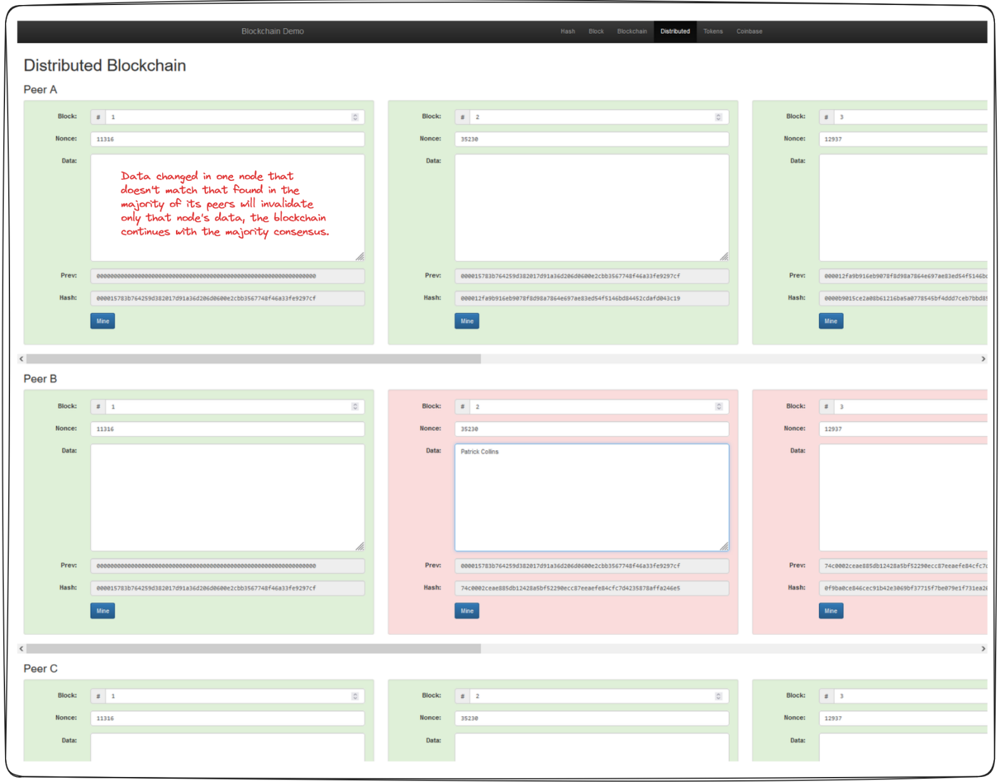 Blockchain Demo
Hash Block Blockchain Distributed Tokens Coinbase
Distributed Blockchain
Peer A
Block: # 1
Nonce: 11316
Data:
Data changed in one node that
doesn't match that found in the
majority of its peers will invalidate
only that node's data, the blockchain
continues with the majority consensus.
Prev: 0000000000000000000000000000000000000000000000000000000000000000
Hash: 000015783b764259d382017d91a36d206d0600e2cbb3567748f46a33fe9297cf
Mine
Block: # 2
Nonce: 35230
Data:
Prev: 000015783b764259d382017d91a36d206d0600e2cbb3567748f46a33fe9297cf
Hash: 000012fa9b916eb9078f8d98a7864e697ae83ed54f5146bd84452cdafd043c19
Mine
Block: # 3
Nonce: 12937
Data:
Prev: 000012fa9b916eb9078f8d98a7864e697ae83ed54f5146b
Hash: 0000b9015ce2a08b61216ba5a0778545bf4ddd7ceb7bbd8
Mine
Peer B
Block: # 1
Nonce: 11316
Data:
Prev: 0000000000000000000000000000000000000000000000000000000000000000
Hash: 000015783b764259d382017d91a36d206d0600e2cbb3567748f46a33fe9297cf
Mine
Block: # 2
Nonce: 35230
Data: Patrick Collins
Prev: 000015783b764259d382017d91a36d206d0600e2cbb3567748f46a33fe9297cf
Hash: 74c0002ceae885db12428a5bf52290ecc87eeaefe84cfc7d4235878affa246e5
Mine
Block: # 3
Nonce: 12937
Data:
Prev: 74c0002ceae885db12428a5bf52290ecc87eeaefe84cfc7
Hash: 0f9ba0ce846cec91b42e3069bf37715f7be079e1f731ea2
Mine
Peer C
Block: # 1
Nonce: 11316
Data:
Block: # 2
Nonce: 35230
Data:
Block: # 3
Nonce: 12937
Data: